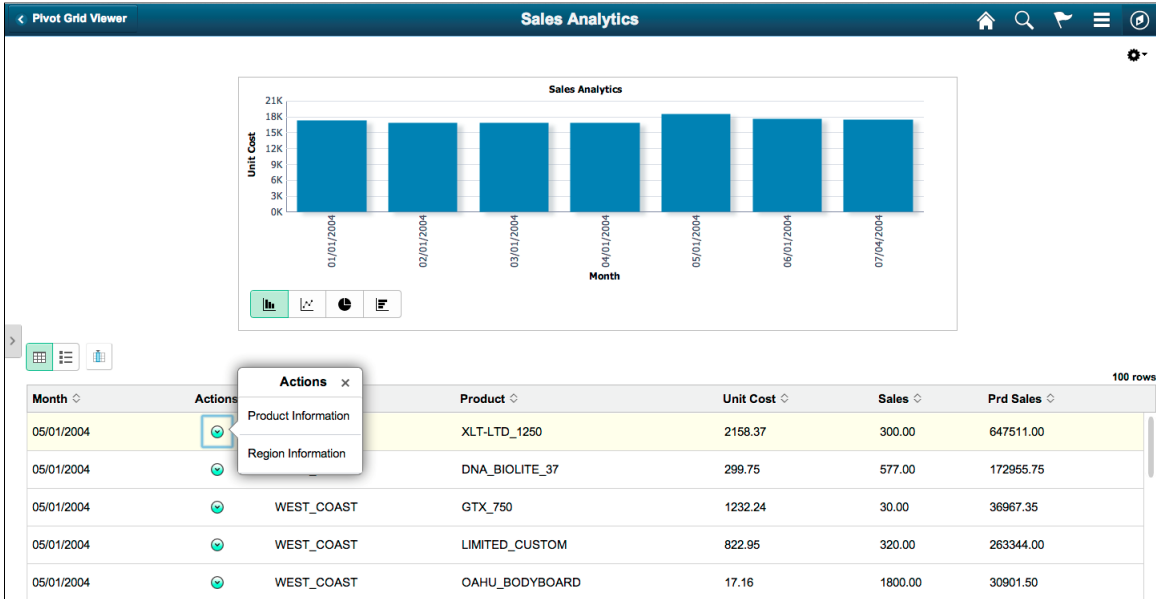 Pivot Grid Viewer
Sales Analytics
Sales Analytics
21K
18K
15K
12K
9K
6K
3K
0K
Unit Cost
01/01/2004
02/01/2004
03/01/2004
04/01/2004
05/01/2004
06/01/2004
07/04/2004
Month
100 rows
Month Actions Product Unit Cost Sales Prd Sales
Actions ×
Product Information
Region Information
05/01/2004 XLT-LTD_1250 2158.37 300.00 647511.00
05/01/2004 DNA_BIOLITE_37 299.75 577.00 172955.75
05/01/2004 WEST_COAST GTX_750 1232.24 30.00 36967.35
05/01/2004 WEST_COAST LIMITED_CUSTOM 822.95 320.00 263344.00
05/01/2004 WEST_COAST OAHU_BODYBOARD 17.16 1800.00 30901.50